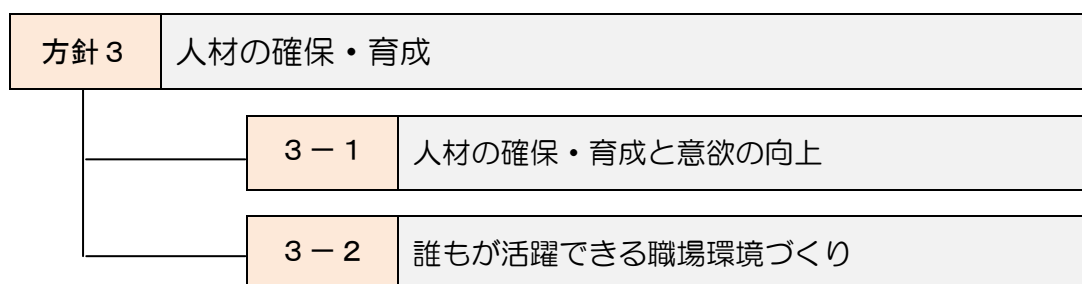 方針３ 人材の確保・育成
３－１ 人材の確保・育成と意欲の向上
３－２ 誰もが活躍できる職場環境づくり